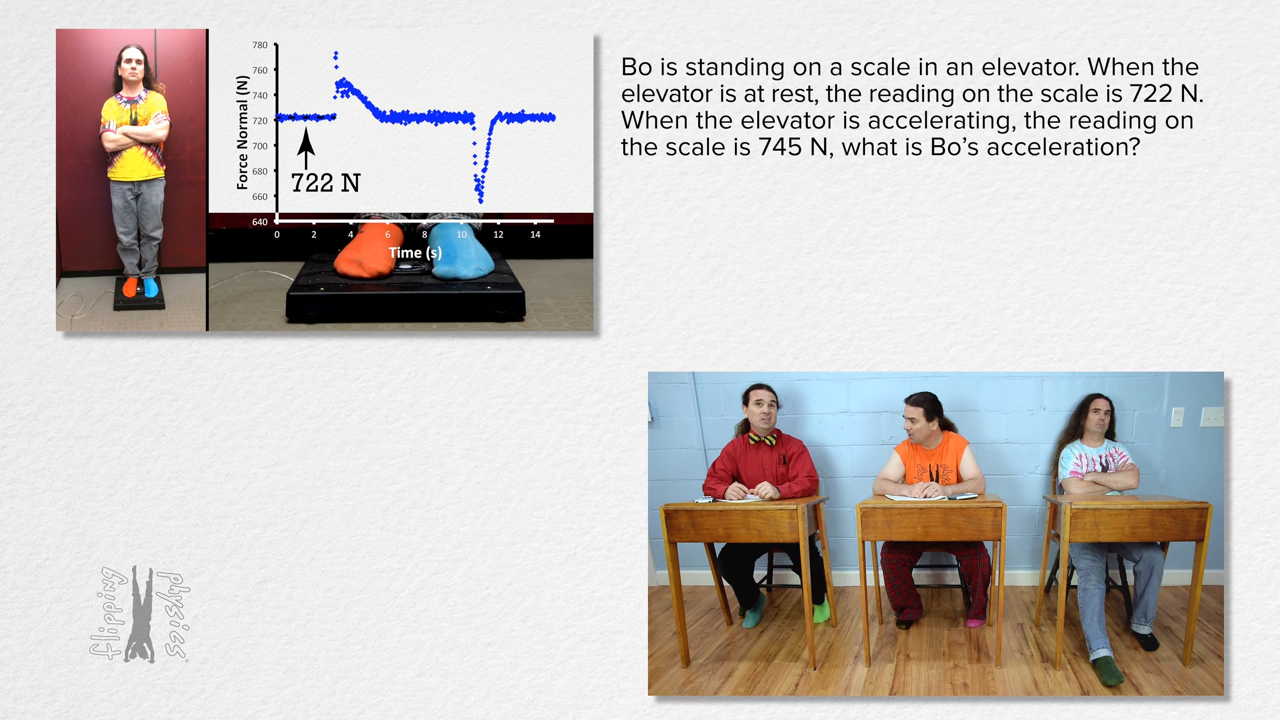 Bo is standing on a scale in an elevator. When the
elevator is at rest, the reading on the scale is 722 N.
When the elevator is accelerating, the reading on
the scale is 745 N, what is Bo's acceleration?
780
760
740
720
700
680
660
640
Force Normal (N)
722 N
0 2 4 6 8 10 12 14
Time (s)
flipping
physics